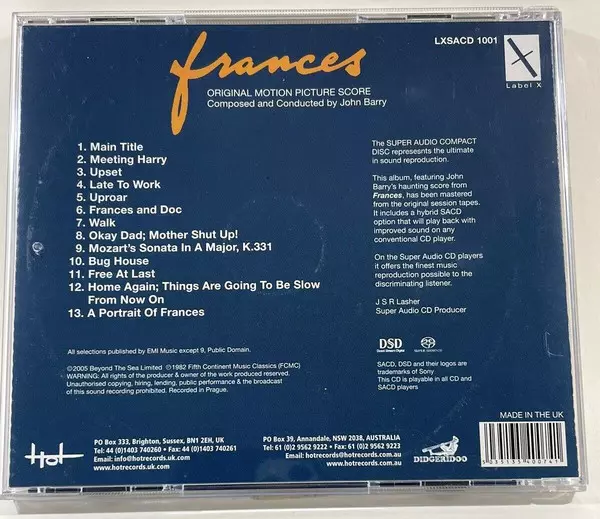 frances
LXSACD 1001
X
Label X
ORIGINAL MOTION PICTURE SCORE
Composed and Conducted by John Barry
1. Main Title
2. Meeting Harry
3. Upset
4. Late To Work
5. Uproar
6. Frances and Doc
7. Walk
8. Okay Dad; Mother Shut Up!
9. Mozart's Sonata In A Major, K.331
10. Bug House
11. Free At Last
12. Home Again; Things Are Going To Be Slow
From Now On
13. A Portrait Of Frances
The SUPER AUDIO COMPACT
DISC represesnts the ultimate
in sound reproduction.
This album, featuring John
Barry's haunting score from
Frances, has been mastered
from the original session tapes.
It includes a hybrid SACD
option that will play back with
improved sound on any
conventional CD player.
On the Super Audio CD players
it offers the finest music
reproduction possible to the
discriminating listener.
J S R Lasher
Super Audio CD Producer
All selections published by EMI Music except 9, Public Domain.
©2005 Beyond The Sea Limited ℗1982 Fifth Continent Music Classics (FCMC)
WARNING: All rights of the producer & owner of the work produced reserved.
Unauthorised copying, hiring, lending, public performance & the broadcast
of this sound recording prohibited. Recorded in Prague.
DSD
Direct Stream Digital
SUPER AUDIO CD
SACD, DSD and their logos are
trademarks of Sony
This CD is playable in all CD and
SACD players
MADE IN THE UK
Hot
PO Box 333, Brighton, Sussex, BN1 2EH, UK
Tel: 44 (0)1403 740260 • Fax: 44 (0)1403 740261
Email: info@hotrecords.uk.com
www.hotrecords.uk.com
PO Box 39, Annandale, NSW 2038, AUSTRALIA
Tel: 61 (0)2 9562 9222 • Fax: 61 (0)2 9562 9223
Email: hotrecords@hotrecords.com.au
www.hotrecords.com.au
DIDGERIDOO
5035135400741